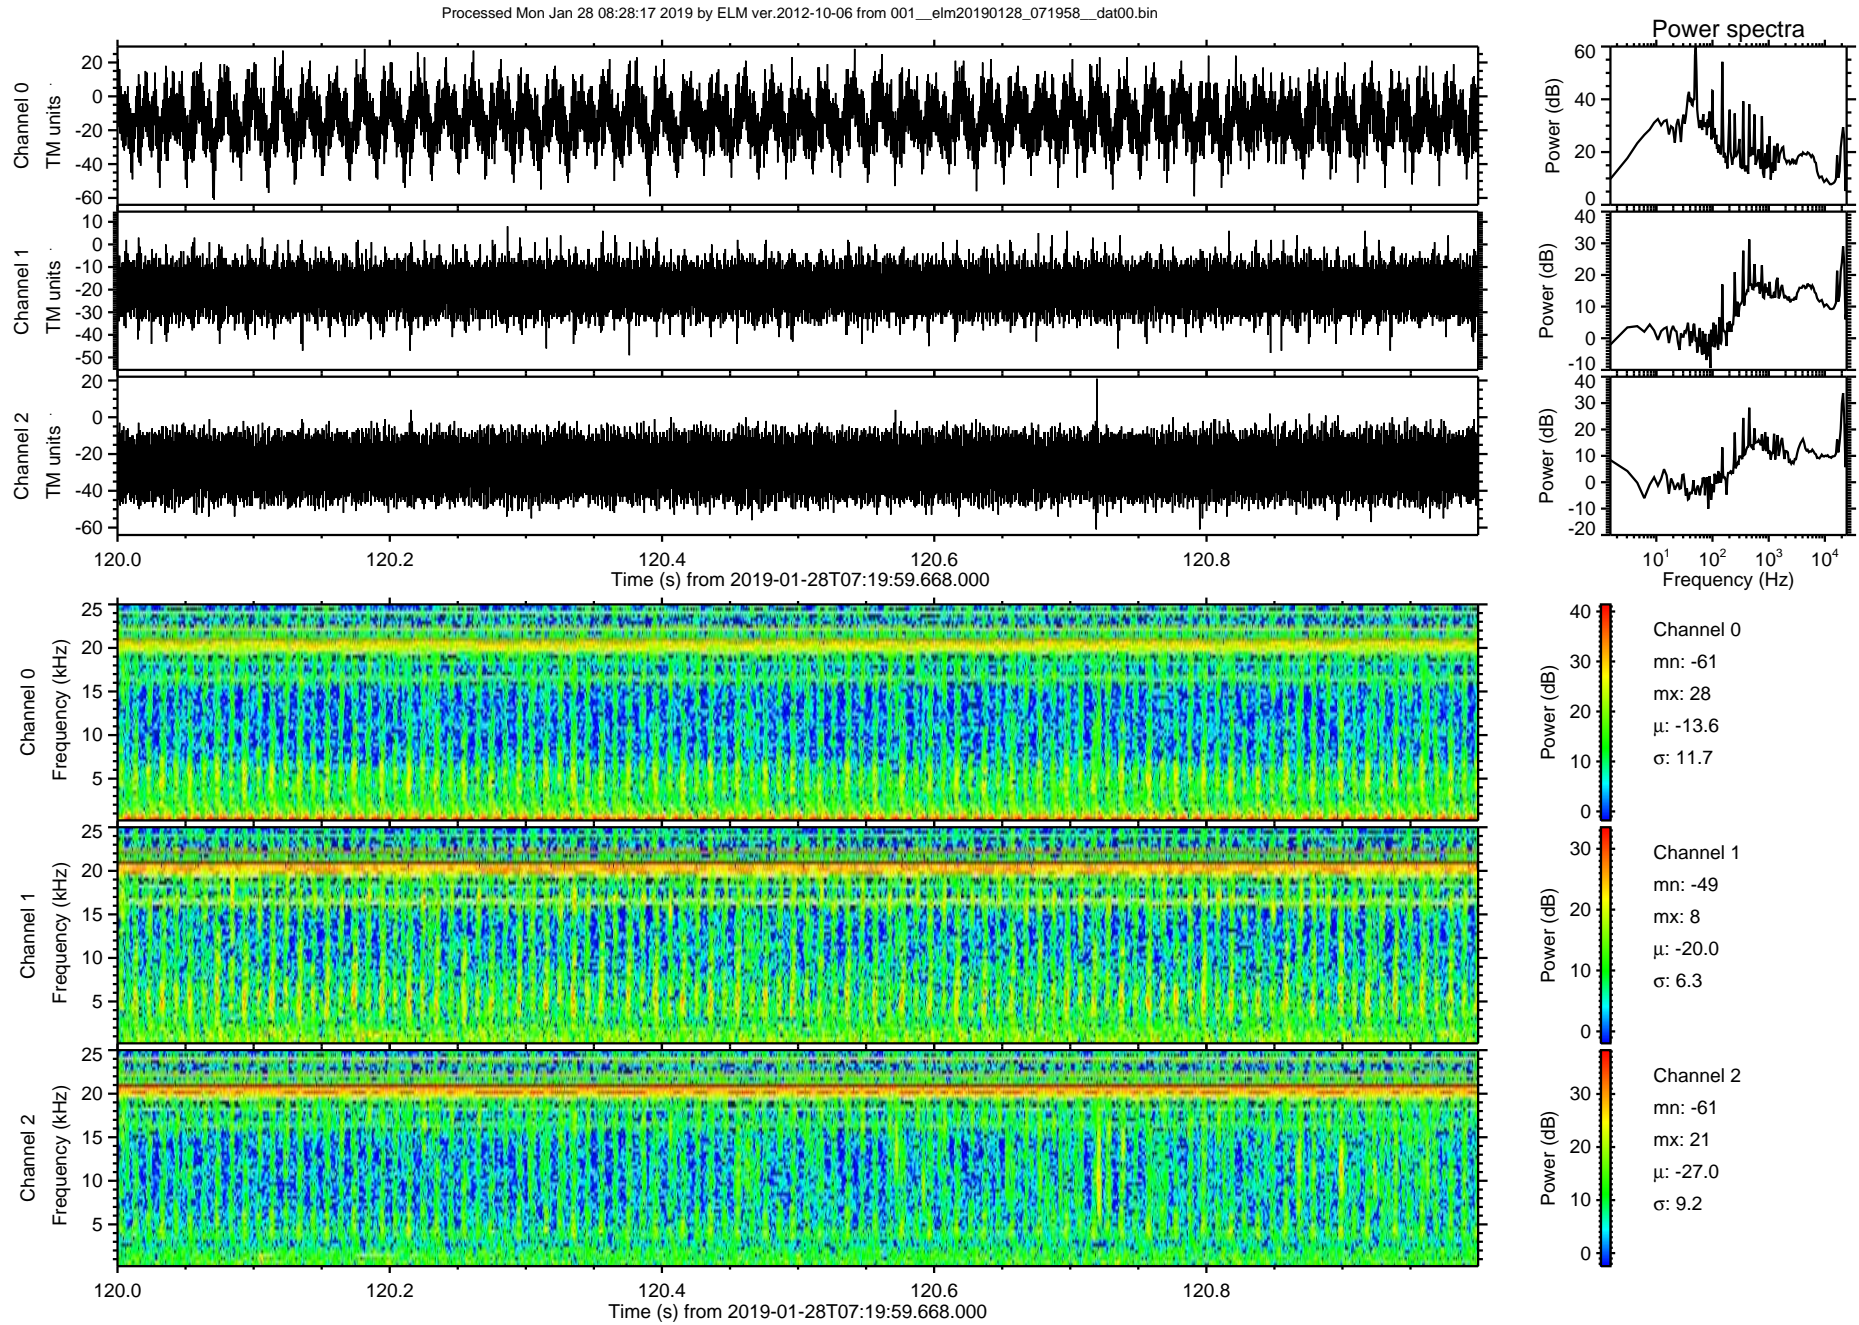 Processed Mon Jan 28 08:28:17 2019 by ELM ver.2012-10-06 from 001__elm20190128_071958__dat00.bin
Power spectra
Channel 0
TM units
20
0
-20
-40
-60
Power (dB)
60
40
20
0
Channel 1
TM units
10
0
-10
-20
-30
-40
-50
Power (dB)
40
30
20
10
0
-10
Channel 2
TM units
20
0
-20
-40
-60
Power (dB)
40
30
20
10
0
-10
-20
120.0 120.2 120.4 120.6 120.8
Time (s) from 2019-01-28T07:19:59.668.000
10^1 10^2 10^3 10^4
Frequency (Hz)
Channel 0
Frequency (kHz)
25
20
15
10
5
Power (dB)
40
30
20
10
0
Channel 0
mn: -61
mx: 28
μ: -13.6
σ: 11.7
Channel 1
Frequency (kHz)
25
20
15
10
5
Power (dB)
30
20
10
0
Channel 1
mn: -49
mx: 8
μ: -20.0
σ: 6.3
Channel 2
Frequency (kHz)
25
20
15
10
5
Power (dB)
30
20
10
0
Channel 2
mn: -61
mx: 21
μ: -27.0
σ: 9.2
120.0 120.2 120.4 120.6 120.8
Time (s) from 2019-01-28T07:19:59.668.000